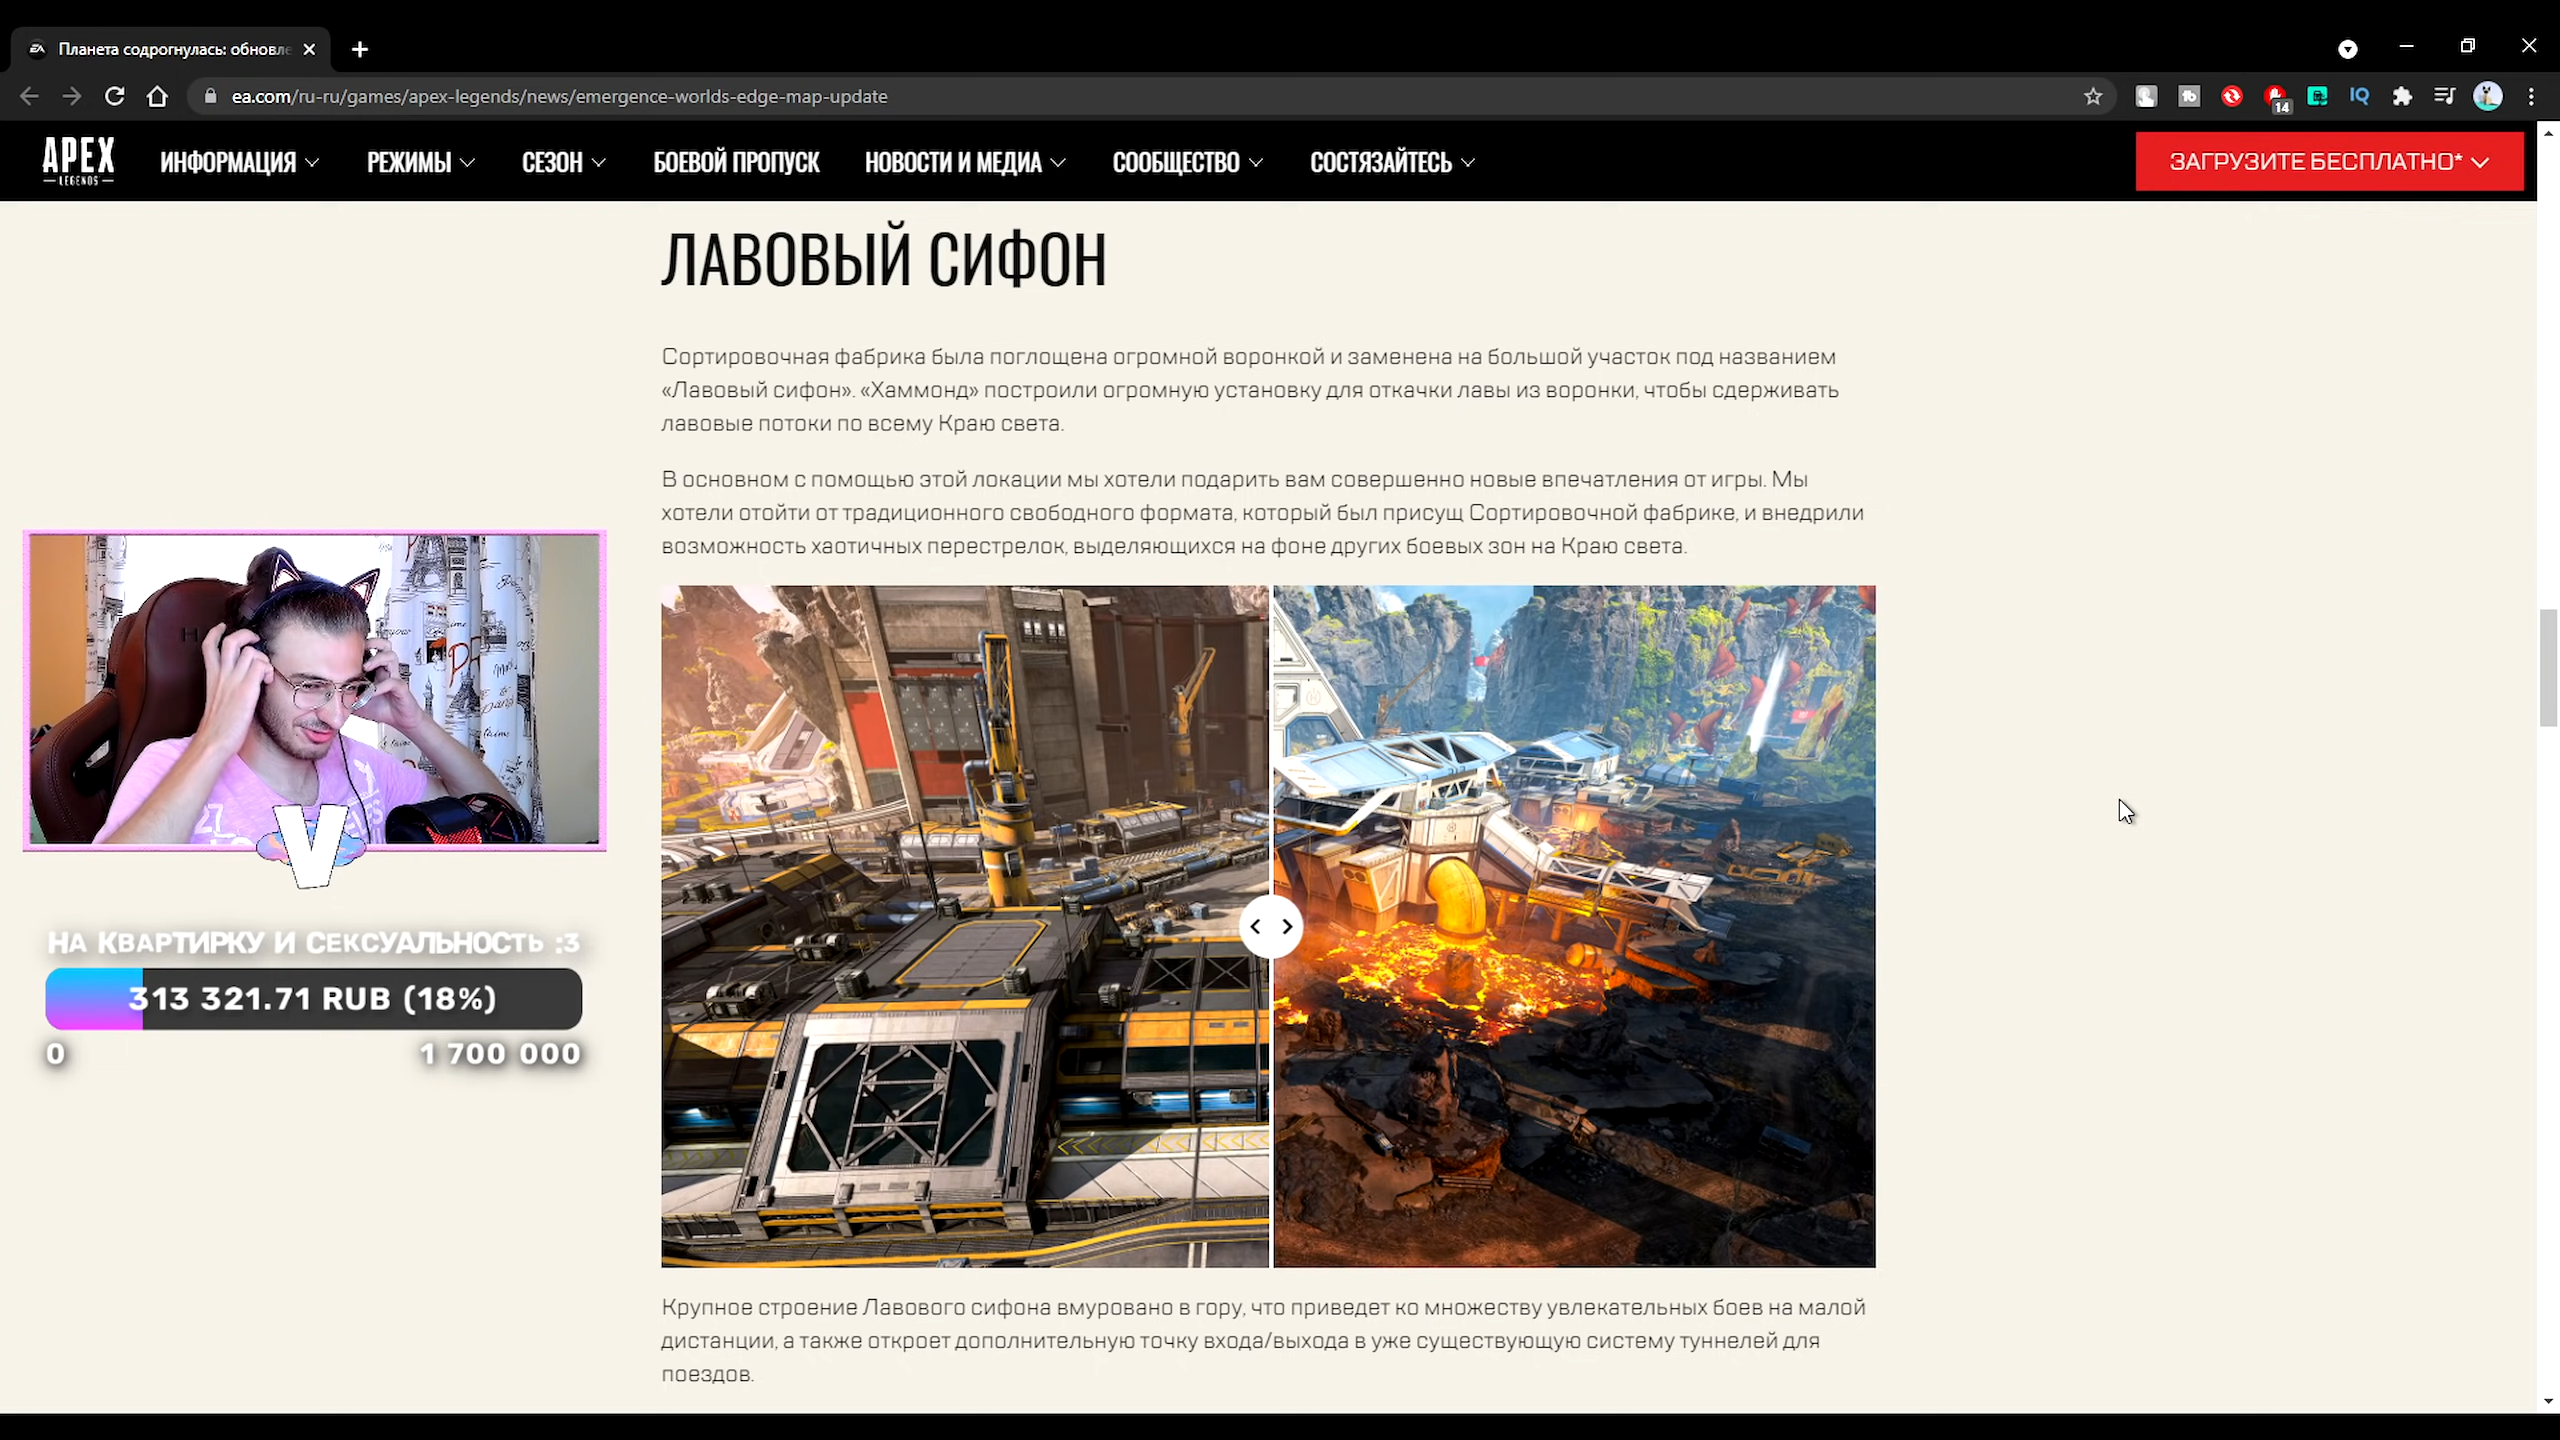 Планета содрогнулась: обновле
ea.com/ru-ru/games/apex-legends/news/emergence-worlds-edge-map-update
14
IQ
APEX
LEGENDS
ИНФОРМАЦИЯ
РЕЖИМЫ
СЕЗОН
БОЕВОЙ ПРОПУСК
НОВОСТИ И МЕДИА
СООБЩЕСТВО
СОСТЯЗАЙТЕСЬ
ЗАГРУЗИТЕ БЕСПЛАТНО*
ЛАВОВЫЙ СИФОН
Сортировочная фабрика была поглощена огромной воронкой и заменена на большой участок под названием
«Лавовый сифон». «Хаммонд» построили огромную установку для откачки лавы из воронки, чтобы сдерживать
лавовые потоки по всему Краю света.
В основном с помощью этой локации мы хотели подарить вам совершенно новые впечатления от игры. Мы
хотели отойти от традиционного свободного формата, который был присущ Сортировочной фабрике, и внедрили
возможность хаотичных перестрелок, выделяющихся на фоне других боевых зон на Краю света.
V
НА КВАРТИРКУ И СЕКСУАЛЬНОСТЬ :3
313 321.71 RUB (18%)
0
1 700 000
Крупное строение Лавового сифона вмуровано в гору, что приведет ко множеству увлекательных боев на малой
дистанции, а также откроет дополнительную точку входа/выхода в уже существующую систему туннелей для
поездов.